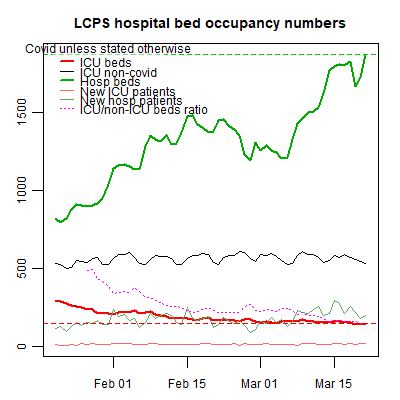 LCPS hospital bed occupancy numbers
Covid unless stated otherwise
ICU beds
ICU non-covid
Hosp beds
New ICU patients
New hosp patients
ICU/non-ICU beds ratio
1500
1000
500
0
Feb 01 Feb 15 Mar 01 Mar 15